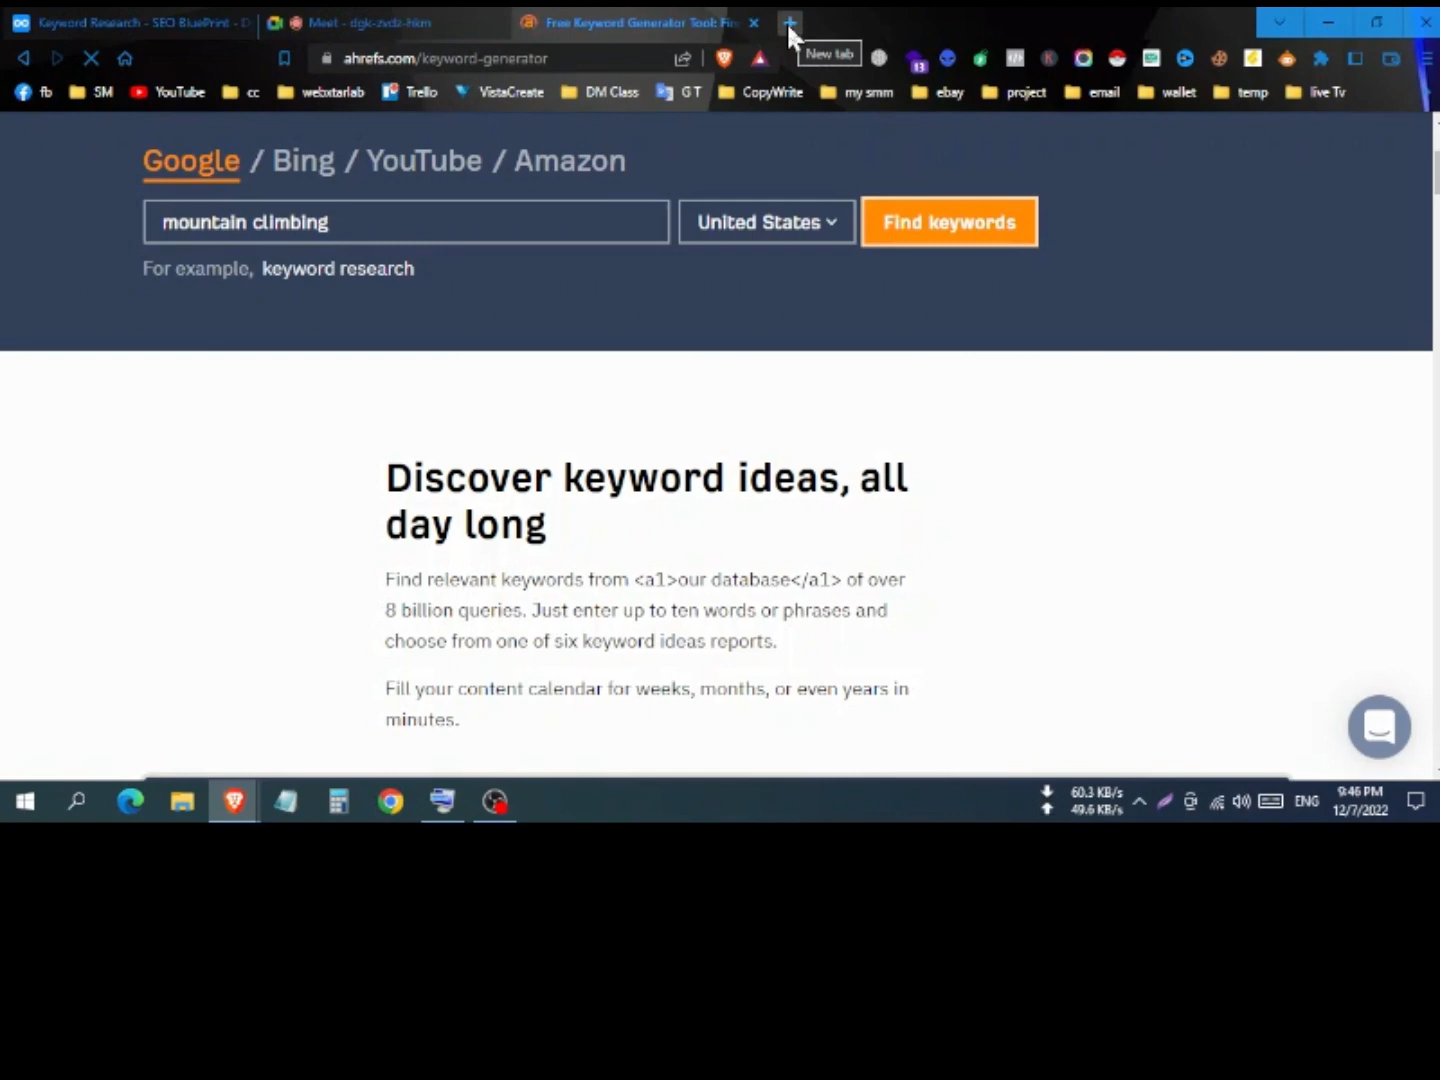 Keyword Research - SEO BluePrint - D
Meet - dgk-zvdz-hkm
Free Keyword Generator Tool: Fin
New tab
ahrefs.com/keyword-generator
13
fb
SM
YouTube
cc
webxtarlab
Trello
VistaCreate
DM Class
G T
CopyWrite
my smm
ebay
project
email
wallet
temp
live Tv
Google / Bing / YouTube / Amazon
mountain climbing
United States
Find keywords
For example, keyword research
Discover keyword ideas, all
day long
Find relevant keywords from <a1>our database</a1> of over
8 billion queries. Just enter up to ten words or phrases and
choose from one of six keyword ideas reports.
Fill your content calendar for weeks, months, or even years in
minutes.
60.3 KB/s
49.6 KB/s
ENG
9:46 PM
12/7/2022